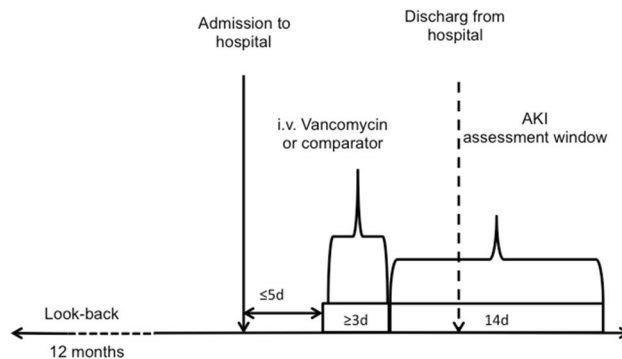 Admission to
hospital
Discharg from
hospital
i.v. Vancomycin
or comparator
AKI
assessment window
≤5d
≥3d
14d
Look-back
12 months